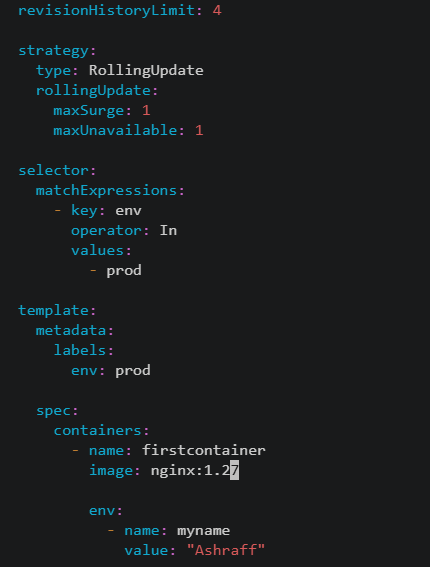 revisionHistoryLimit: 4
strategy:
  type: RollingUpdate
  rollingUpdate:
    maxSurge: 1
    maxUnavailable: 1
selector:
  matchExpressions:
    - key: env
      operator: In
      values:
        - prod
template:
  metadata:
    labels:
      env: prod
  spec:
    containers:
      - name: firstcontainer
        image: nginx:1.27
        env:
          - name: myname
            value: "Ashraff"